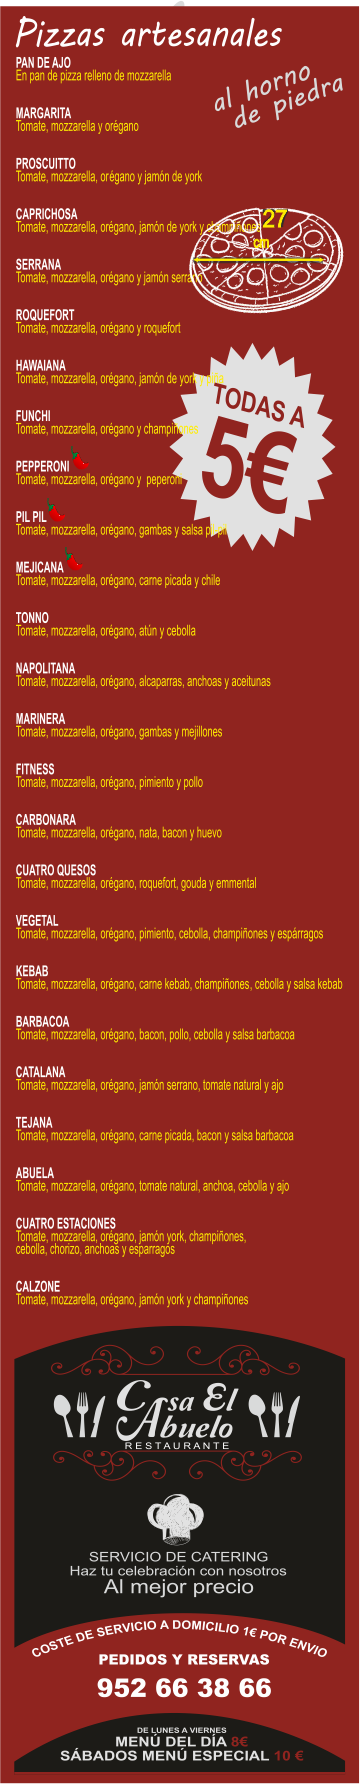 Pizzas artesanales
al horno
de piedra
PAN DE AJO
En pan de pizza relleno de mozzarella
MARGARITA
Tomate, mozzarella y orégano
PROSCUITTO
Tomate, mozzarella, orégano y jamón de york
CAPRICHOSA
Tomate, mozzarella, orégano, jamón de york y champiñones
27
cm
SERRANA
Tomate, mozzarella, orégano y jamón serrano
ROQUEFORT
Tomate, mozzarella, orégano y roquefort
HAWAIANA
Tomate, mozzarella, orégano, jamón de york y piña
TODAS A
5€
FUNCHI
Tomate, mozzarella, orégano y champiñones
PEPPERONI
Tomate, mozzarella, orégano y peperoni
PIL PIL
Tomate, mozzarella, orégano, gambas y salsa pil pil
MEJICANA
Tomate, mozzarella, orégano, carne picada y chile
TONNO
Tomate, mozzarella, orégano, atún y cebolla
NAPOLITANA
Tomate, mozzarella, orégano, alcaparras, anchoas y aceitunas
MARINERA
Tomate, mozzarella, orégano, gambas y mejillones
FITNESS
Tomate, mozzarella, orégano, pimiento y pollo
CARBONARA
Tomate, mozzarella, orégano, nata, bacon y huevo
CUATRO QUESOS
Tomate, mozzarella, orégano, roquefort, gouda y emmental
VEGETAL
Tomate, mozzarella, orégano, pimiento, cebolla, champiñones y espárragos
KEBAB
Tomate, mozzarella, orégano, carne kebab, champiñones, cebolla y salsa kebab
BARBACOA
Tomate, mozzarella, orégano, bacon, pollo, cebolla y salsa barbacoa
CATALANA
Tomate, mozzarella, orégano, jamón serrano, tomate natural y ajo
TEJANA
Tomate, mozzarella, orégano, carne picada, bacon y salsa barbacoa
ABUELA
Tomate, mozzarella, orégano, tomate natural, anchoa, cebolla y ajo
CUATRO ESTACIONES
Tomate, mozzarella, orégano, jamón york, champiñones,
cebolla, chorizo, anchoas y esparragos
CALZONE
Tomate, mozzarella, orégano, jamón york y champiñones
Casa El
Abuelo
RESTAURANTE
SERVICIO DE CATERING
Haz tu celebración con nosotros
Al mejor precio
COSTE DE SERVICIO A DOMICILIO 1€ POR ENVIO
PEDIDOS Y RESERVAS
952 66 38 66
DE LUNES A VIERNES
MENÚ DEL DÍA 8€
SÁBADOS MENÚ ESPECIAL 10 €